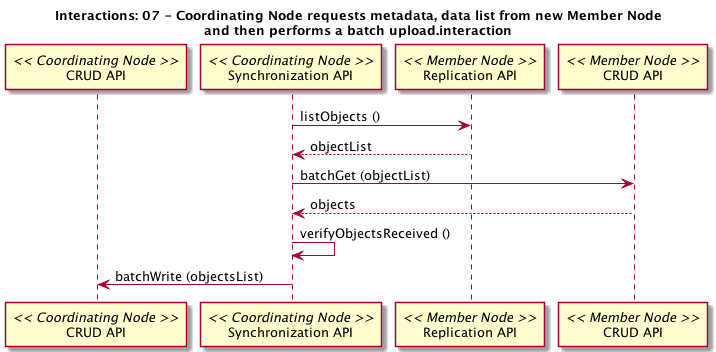 Interactions: 07 – Coordinating Node requests metadata, data list from new Member Node
and then performs a batch upload.interaction
<< Coordinating Node >>
CRUD API
<< Coordinating Node >>
Synchronization API
<< Member Node >>
Replication API
<< Member Node >>
CRUD API
listObjects ()
objectList
batchGet (objectList)
objects
verifyObjectsReceived ()
batchWrite (objectsList)
<< Coordinating Node >>
CRUD API
<< Coordinating Node >>
Synchronization API
<< Member Node >>
Replication API
<< Member Node >>
CRUD API